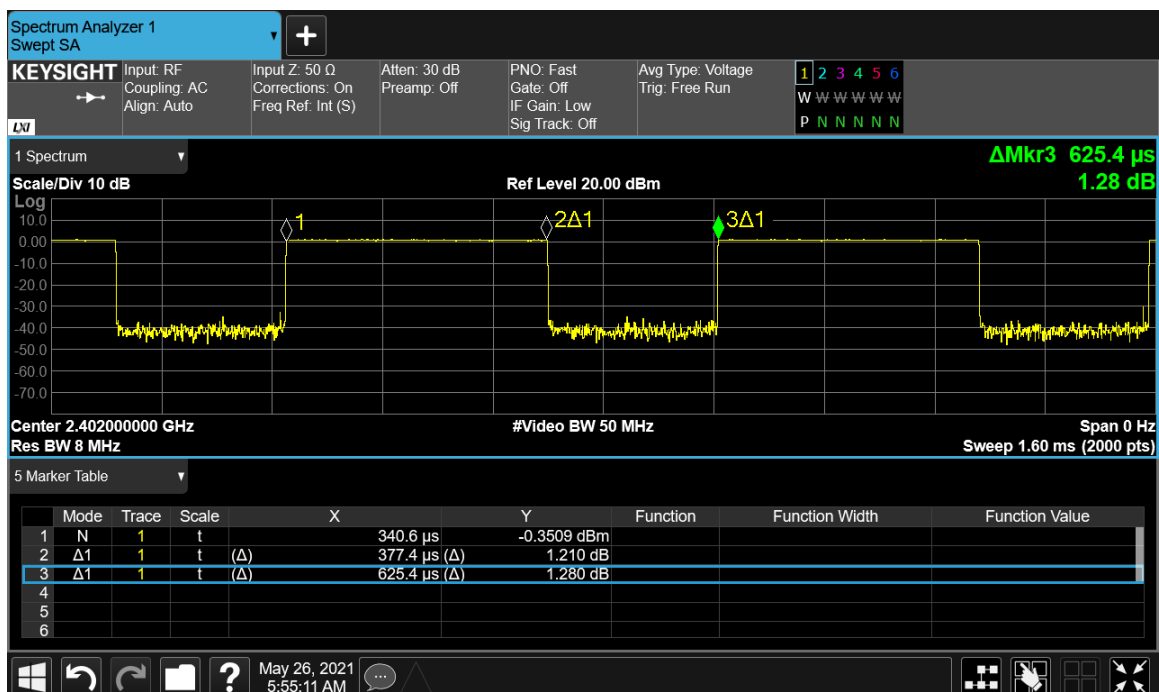 Spectrum Analyzer 1
Swept SA
▼
+
KEYSIGHT Input: RF Input Z: 50 Ω Atten: 30 dB PNO: Fast Avg Type: Voltage 1 2 3 4 5 6
Coupling: AC Corrections: On Preamp: Off Gate: Off Trig: Free Run W W W W W W
Align: Auto Freq Ref: Int (S) IF Gain: Low
LXI Sig Track: Off P N N N N N
1 Spectrum ▼ ΔMkr3 625.4 µs
Scale/Div 10 dB Ref Level 20.00 dBm 1.28 dB
Log
10.0 1 2Δ1 3Δ1
0.00
-10.0
-20.0
-30.0
-40.0
-50.0
-60.0
-70.0
Center 2.402000000 GHz #Video BW 50 MHz Span 0 Hz
Res BW 8 MHz Sweep 1.60 ms (2000 pts)
5 Marker Table ▼
Mode Trace Scale X Y Function Function Width Function Value
1 N 1 t 340.6 µs -0.3509 dBm
2 Δ1 1 t (Δ) 377.4 µs (Δ) 1.210 dB
3 Δ1 1 t (Δ) 625.4 µs (Δ) 1.280 dB
4
5
6
? May 26, 2021
5:55:11 AM